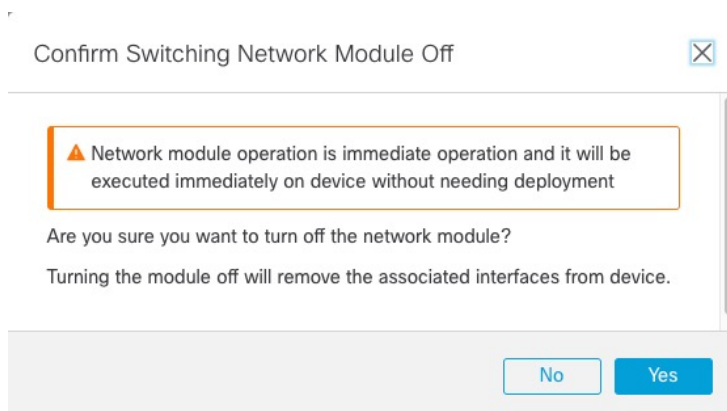 Confirm Switching Network Module Off
Network module operation is immediate operation and it will be
executed immediately on device without needing deployment
Are you sure you want to turn off the network module?
Turning the module off will remove the associated interfaces from device.
No
Yes